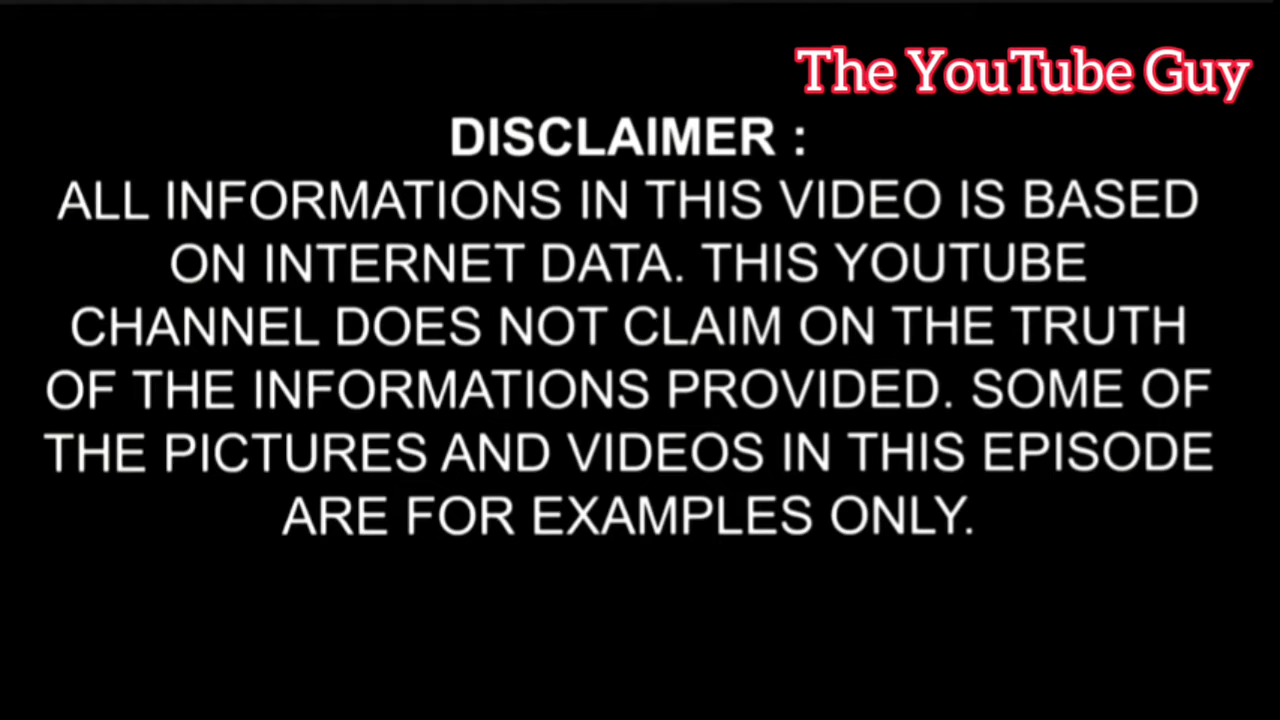 The YouTube Guy
DISCLAIMER :
ALL INFORMATIONS IN THIS VIDEO IS BASED
ON INTERNET DATA. THIS YOUTUBE
CHANNEL DOES NOT CLAIM ON THE TRUTH
OF THE INFORMATIONS PROVIDED. SOME OF
THE PICTURES AND VIDEOS IN THIS EPISODE
ARE FOR EXAMPLES ONLY.